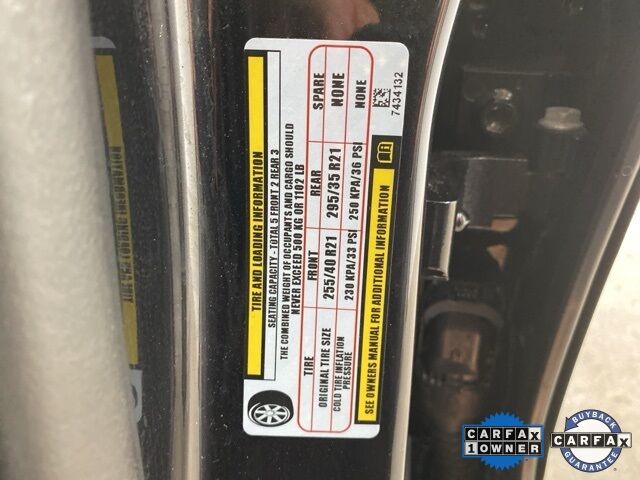 TIRE AND LOADING INFORMATION
SEATING CAPACITY - TOTAL 5 FRONT 2 REAR 3
THE COMBINED WEIGHT OF OCCUPANTS AND CARGO SHOULD
NEVER EXCEED 500 KG OR 1102 LB
TIRE FRONT REAR SPARE
ORIGINAL TIRE SIZE 255/40 R21 295/35 R21 NONE
COLD TIRE INFLATION
PRESSURE 230 KPA/33 PSI 250 KPA/36 PSI NONE
SEE OWNERS MANUAL FOR ADDITIONAL INFORMATION
7434132
CARFAX
1 OWNER
BUYBACK
CARFAX
GUARANTEE